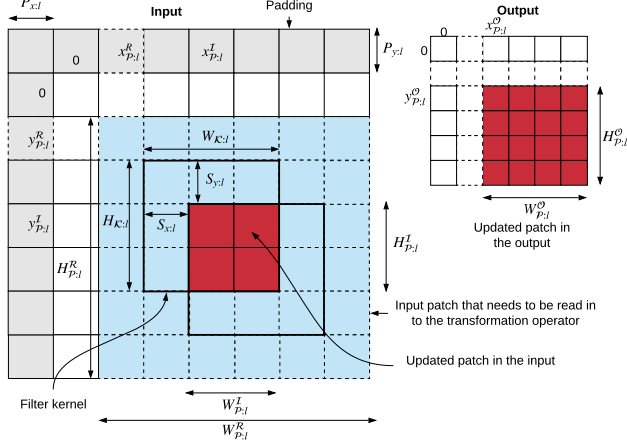 P_{x:l}
Input
Padding
Output
x^𝒪_{𝒫:l}
0
0
P_{y:l}
0
x^ℛ_{𝒫:l}
x^ℐ_{𝒫:l}
0
y^ℛ_{𝒫:l}
W_{𝒦:l}
y^𝒪_{𝒫:l}
H^𝒪_{𝒫:l}
S_{y:l}
H_{𝒦:l}
S_{x:l}
y^ℐ_{𝒫:l}
H^ℐ_{𝒫:l}
H^ℛ_{𝒫:l}
W^𝒪_{𝒫:l}
Updated patch in
the output
Input patch that needs to be read in
to the transformation operator
Updated patch in the input
Filter kernel
W^ℐ_{𝒫:l}
W^ℛ_{𝒫:l}